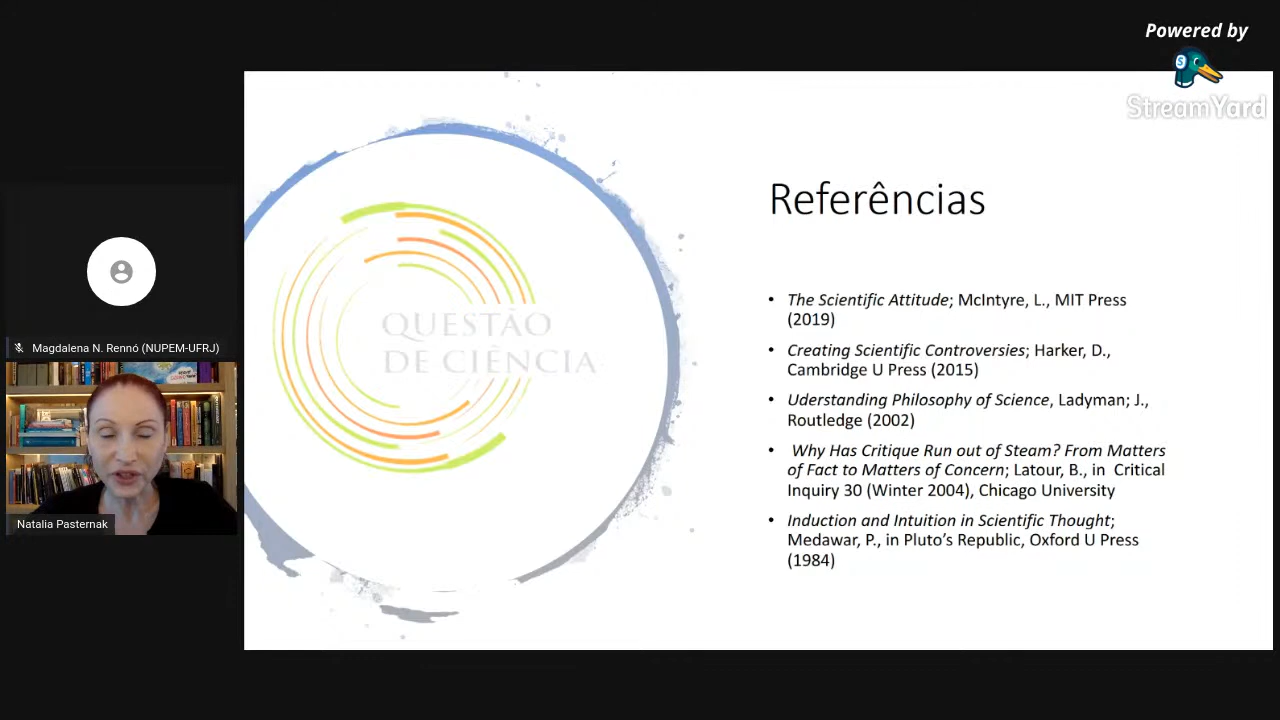 Powered by
StreamYard
Referências
QUESTÃO
DE CIÊNCIA
• The Scientific Attitude; McIntyre, L., MIT Press
(2019)
• Creating Scientific Controversies; Harker, D.,
Cambridge U Press (2015)
• Uderstanding Philosophy of Science, Ladyman; J.,
Routledge (2002)
• Why Has Critique Run out of Steam? From Matters
of Fact to Matters of Concern; Latour, B., in Critical
Inquiry 30 (Winter 2004), Chicago University
• Induction and Intuition in Scientific Thought;
Medawar, P., in Pluto’s Republic, Oxford U Press
(1984)
Magdalena N. Rennó (NUPEM-UFRJ)
Natalia Pasternak